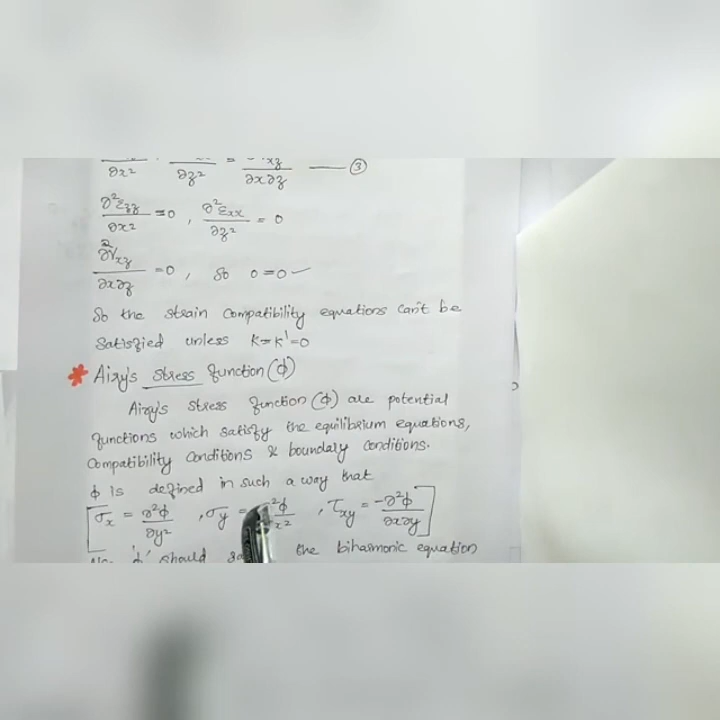 ∂x² ∂z² = ∂x∂z —— ③
∂²εzz/∂x² = 0 , ∂²εxx/∂z² = 0
∂²γxz/∂x∂z = 0 , So 0=0 ✓
So the strain compatibility equations can't be
satisfied unless K=K'=0
* Airy's stress function (ϕ)
Airy's stress function (ϕ) are potential
functions which satisfy the equilibrium equations,
Compatibility Conditions & boundary conditions.
ϕ is defined in such a way that
[σx = ∂²ϕ/∂y² , σy = ²ϕ/x² , τxy = -∂²ϕ/∂x∂y]
'ϕ' should the biharmonic equation